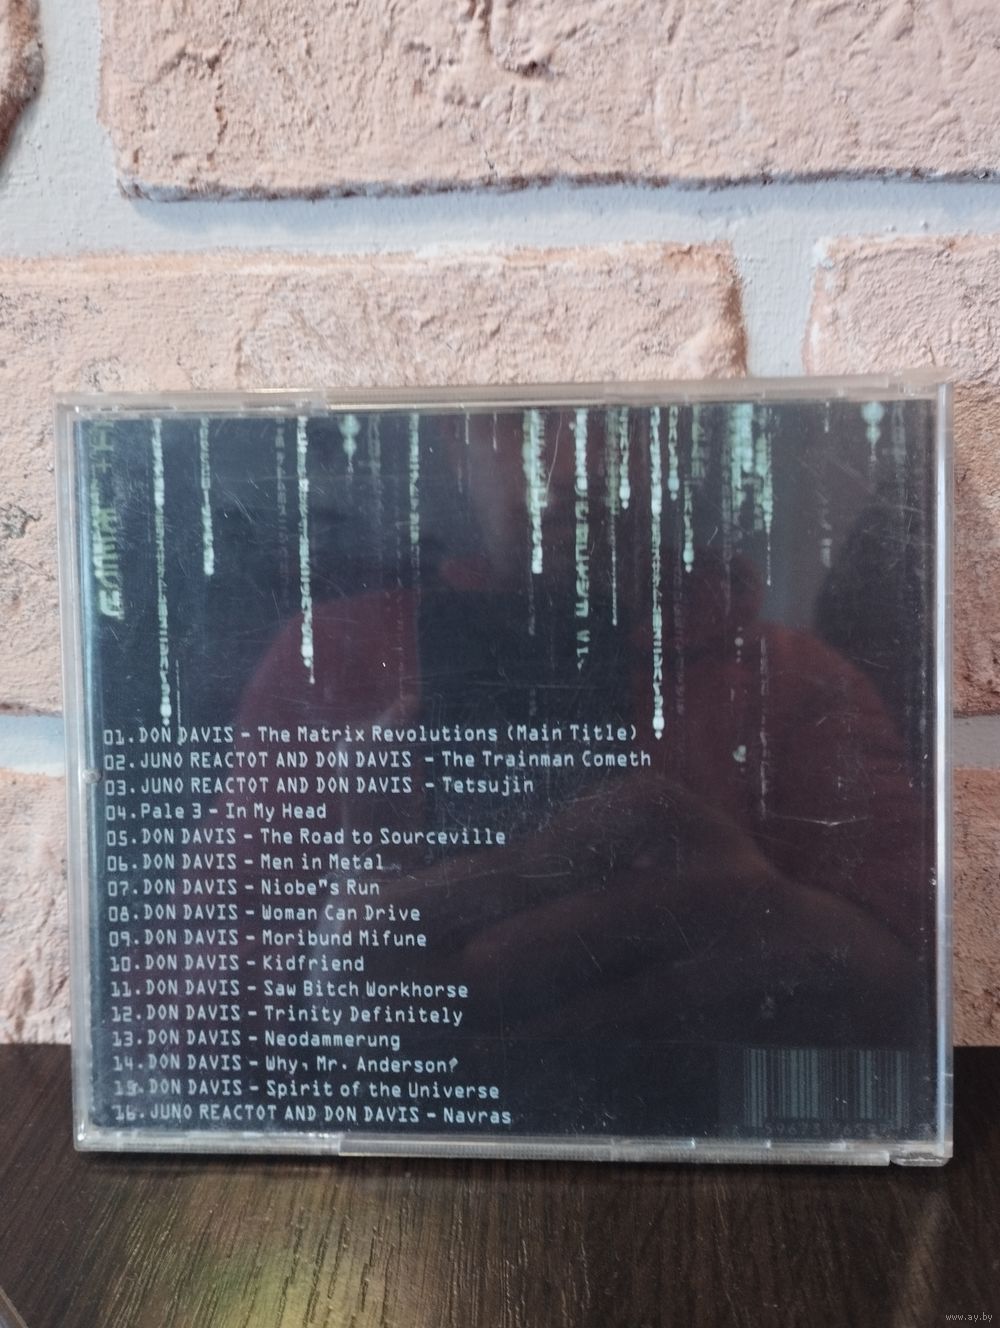 01. DON DAVIS - The Matrix Revolutions (Main Title)
02. JUNO REACTOT AND DON DAVIS - The Trainman Cometh
03. JUNO REACTOT AND DON DAVIS - Tetsujin
04. Pale 3 - In My Head
05. DON DAVIS - The Road to Sourceville
06. DON DAVIS - Men in Metal
07. DON DAVIS - Niobe"s Run
08. DON DAVIS - Woman Can Drive
09. DON DAVIS - Moribund Mifune
10. DON DAVIS - Kidfriend
11. DON DAVIS - Saw Bitch Workhorse
12. DON DAVIS - Trinity Definitely
13. DON DAVIS - Neodammerung
14. DON DAVIS - Why, Mr. Anderson?
15. DON DAVIS - Spirit of the Universe
16. JUNO REACTOT AND DON DAVIS - Navras
www.ay.by